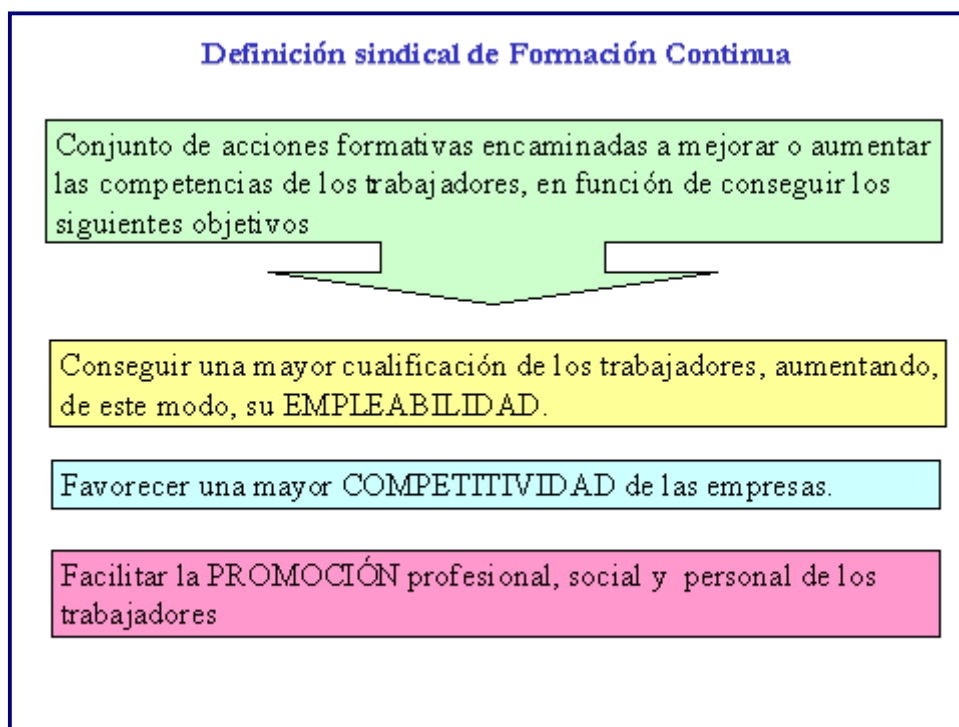 Definición sindical de Formación Continua
Conjunto de acciones formativas encaminadas a mejorar o aumentar
las competencias de los trabajadores, en función de conseguir los
siguientes objetivos
Conseguir una mayor cualificación de los trabajadores, aumentando,
de este modo, su EMPLEABILIDAD.
Favorecer una mayor COMPETITIVIDAD de las empresas.
Facilitar la PROMOCIÓN profesional, social y personal de los
trabajadores